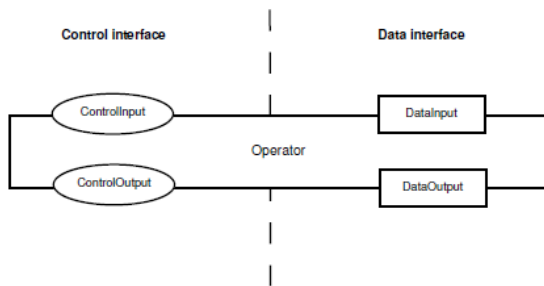 Control interface
Data interface
ControlInput
DataInput
Operator
ControlOutput
DataOutput